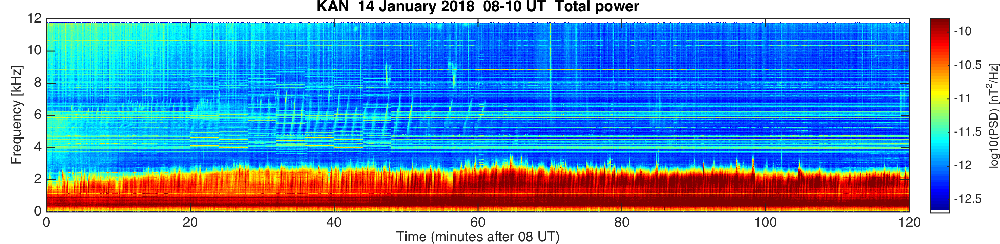 KAN 14 January 2018 08-10 UT Total power
12
10
8
6
4
2
0
Frequency [kHz]
0 20 40 60 80 100 120
Time (minutes after 08 UT)
-10
-10.5
-11
-11.5
-12
-12.5
log10(PSD) [nT²/Hz]